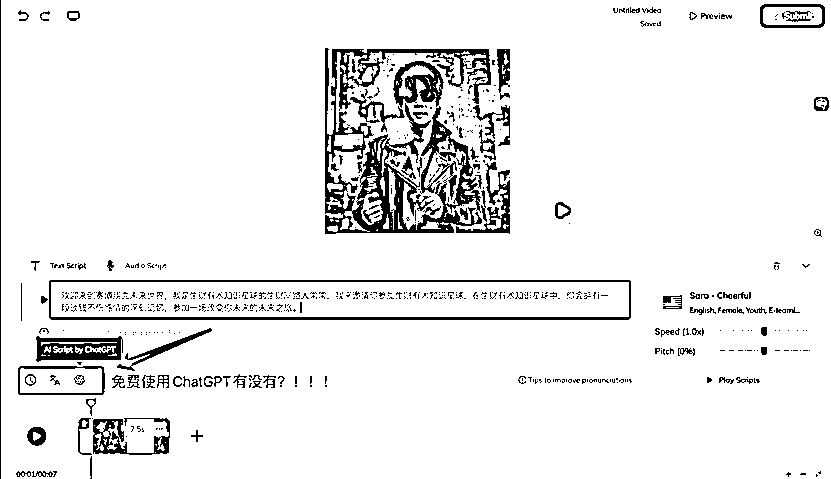 Untitled Video
Saved
Preview
Submit
Text Script
Audio Script
Sara - Cheerful
English, Female, Youth, E-learni...
Speed (1.0x)
Pitch (0%)
AI Script by ChatGPT
免费使用ChatGPT有没有？！！！
Tips to improve pronunciations
Play Scripts
7.5s
00:01/00:07